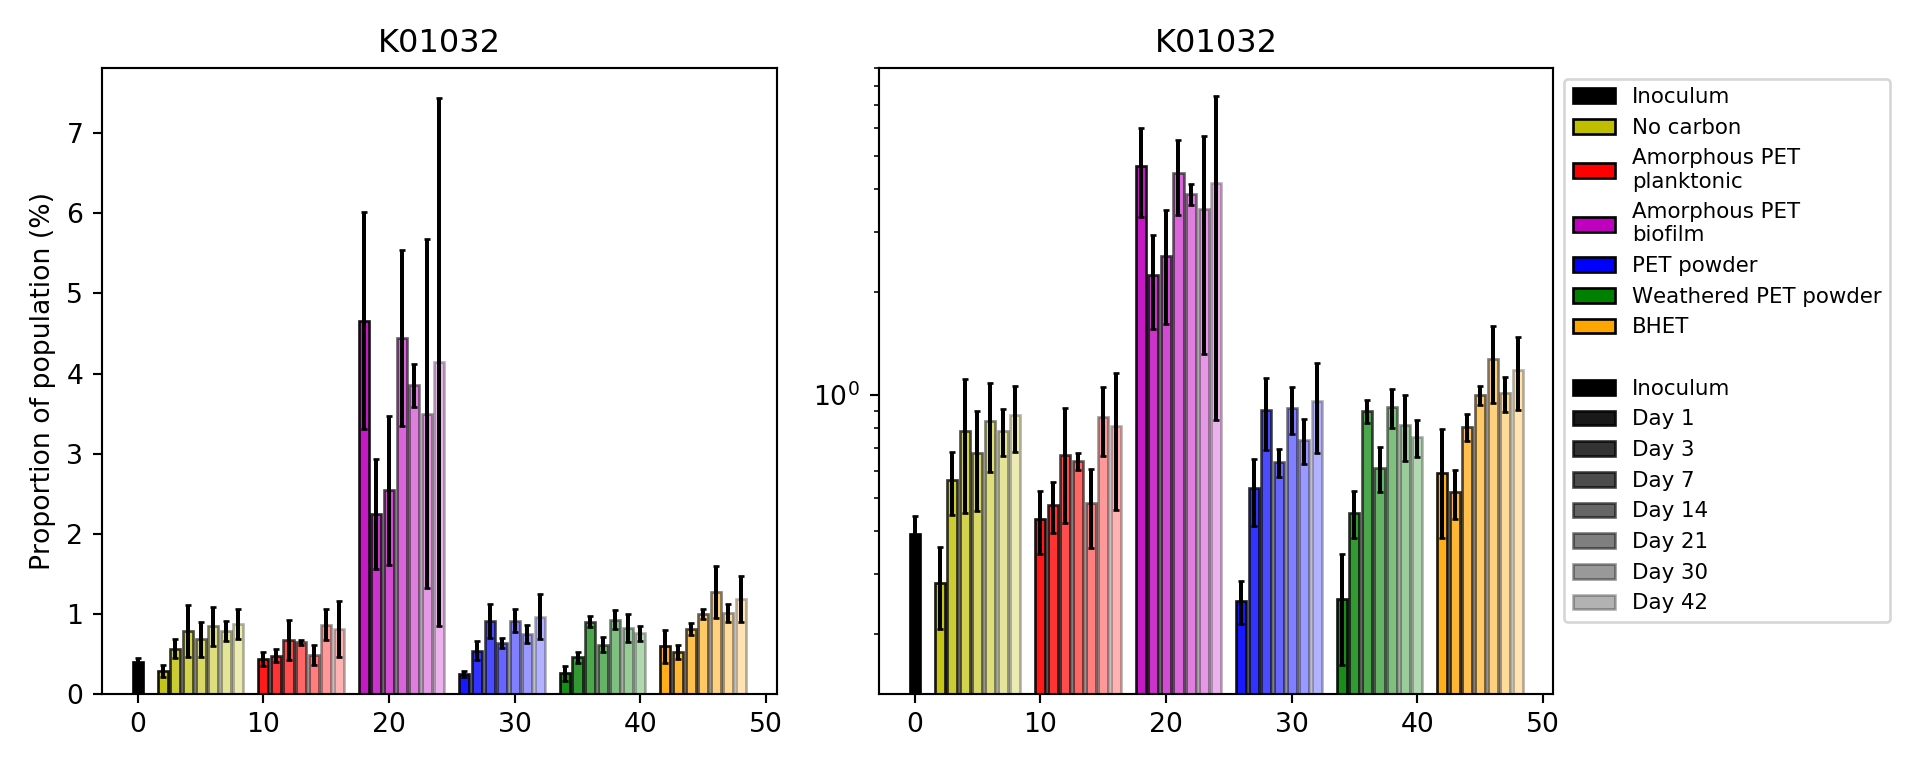 K01032
Proportion of population (%)
7
6
5
4
3
2
1
0
0 10 20 30 40 50
K01032
10⁰
0 10 20 30 40 50
Inoculum
No carbon
Amorphous PET
planktonic
Amorphous PET
biofilm
PET powder
Weathered PET powder
BHET
Inoculum
Day 1
Day 3
Day 7
Day 14
Day 21
Day 30
Day 42